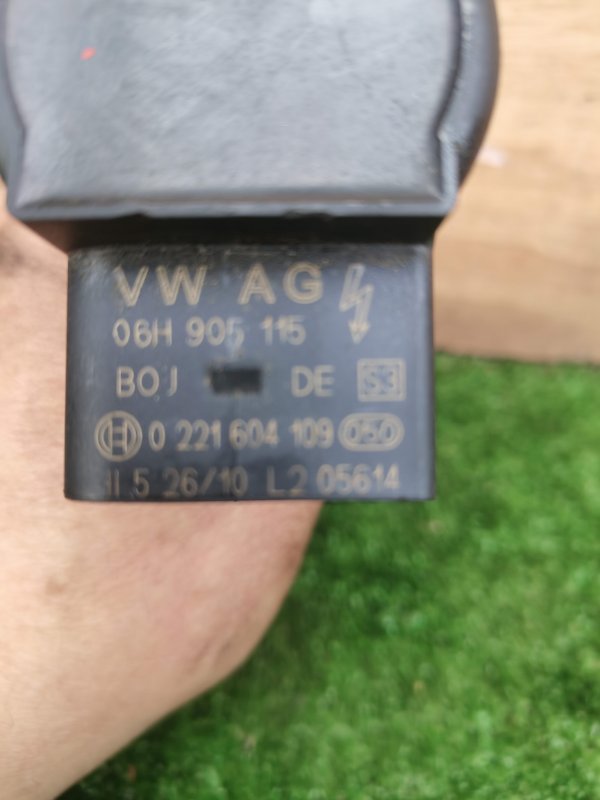 VW AG
06H 905 115
BOJ DE S3
0 221 604 109 050
5 26/10 L2 05614